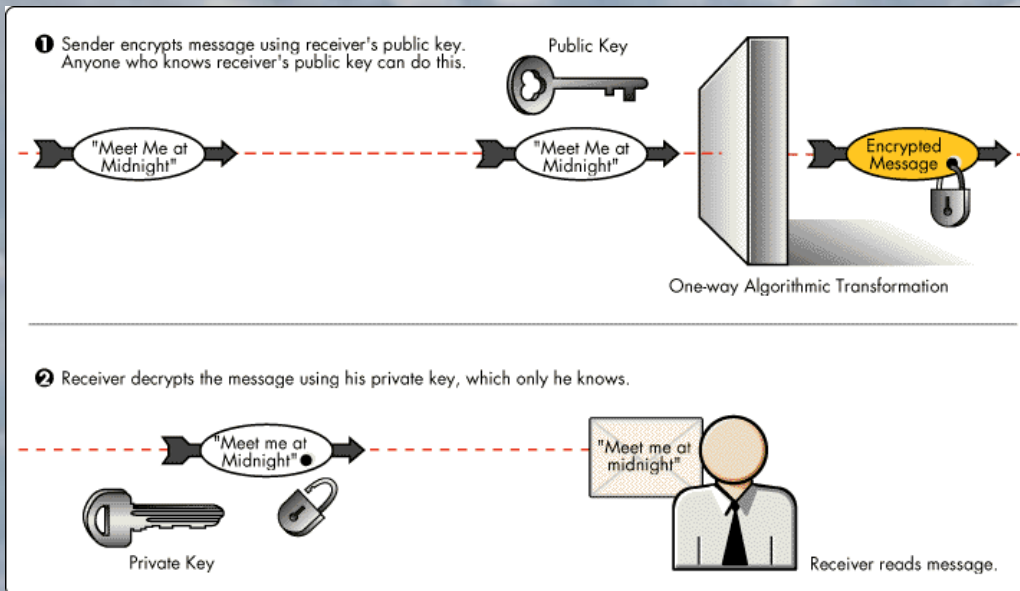 1 Sender encrypts message using receiver's public key.
Anyone who knows receiver's public key can do this.
Public Key
"Meet Me at
Midnight"
"Meet Me at
Midnight"
Encrypted
Message
One-way Algorithmic Transformation
2 Receiver decrypts the message using his private key, which only he knows.
"Meet me at
Midnight"
"Meet me at
midnight"
Private Key
Receiver reads message.